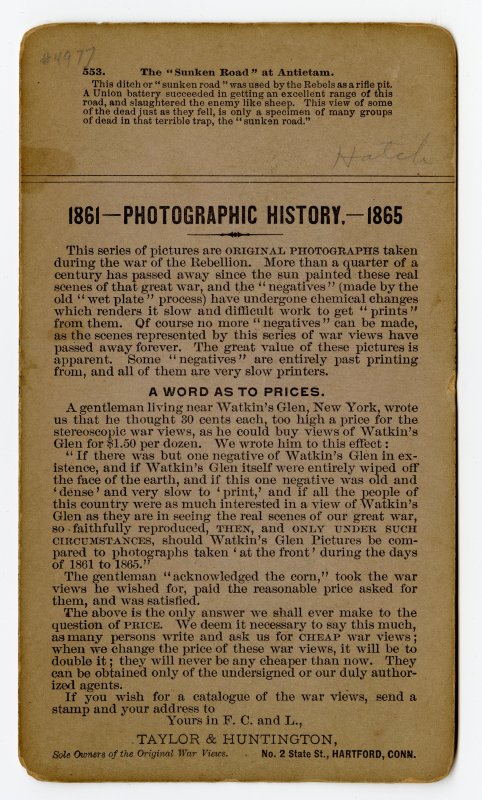 #4977
553. The "Sunken Road" at Antietam.
This ditch or "sunken road" was used by the Rebels as a rifle pit.
A Union battery succeeded in getting an excellent range of this
road, and slaughtered the enemy like sheep. This view of some
of the dead just as they fell, is only a specimen of many groups
of dead in that terrible trap, the "sunken road."
Hatch
1861—PHOTOGRAPHIC HISTORY.—1865
This series of pictures are ORIGINAL PHOTOGRAPHS taken
during the war of the Rebellion. More than a quarter of a
century has passed away since the sun painted these real
scenes of that great war, and the "negatives" (made by the
old "wet plate" process) have undergone chemical changes
which renders it slow and difficult work to get "prints"
from them. Of course no more "negatives" can be made,
as the scenes represented by this series of war views have
passed away forever. The great value of these pictures is
apparent. Some "negatives" are entirely past printing
from, and all of them are very slow printers.
A WORD AS TO PRICES.
A gentleman living near Watkin's Glen, New York, wrote
us that he thought 30 cents each, too high a price for the
stereoscopic war views, as he could buy views of Watkin's
Glen for $1.50 per dozen. We wrote him to this effect:
"If there was but one negative of Watkin's Glen in ex-
istence, and if Watkin's Glen itself were entirely wiped off
the face of the earth, and if this one negative was old and
'dense' and very slow to 'print,' and if all the people of
this country were as much interested in a view of Watkin's
Glen as they are in seeing the real scenes of our great war,
so faithfully reproduced, THEN, and ONLY UNDER SUCH
CIRCUMSTANCES, should Watkin's Glen Pictures be com-
pared to photographs taken 'at the front' during the days
of 1861 to 1865."
The gentleman "acknowledged the corn," took the war
views he wished for, paid the reasonable price asked for
them, and was satisfied.
The above is the only answer we shall ever make to the
question of PRICE. We deem it necessary to say this much,
as many persons write and ask us for CHEAP war views;
when we change the price of these war views, it will be to
double it; they will never be any cheaper than now. They
can be obtained only of the undersigned or our duly author-
ized agents.
If you wish for a catalogue of the war views, send a
stamp and your address to
Yours in F. C. and L.,
TAYLOR & HUNTINGTON,
Sole Owners of the Original War Views. No. 2 State St., HARTFORD, CONN.